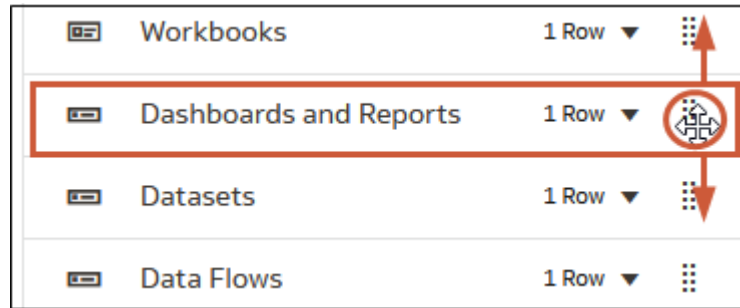 Workbooks 1 Row
Dashboards and Reports 1 Row
Datasets 1 Row
Data Flows 1 Row